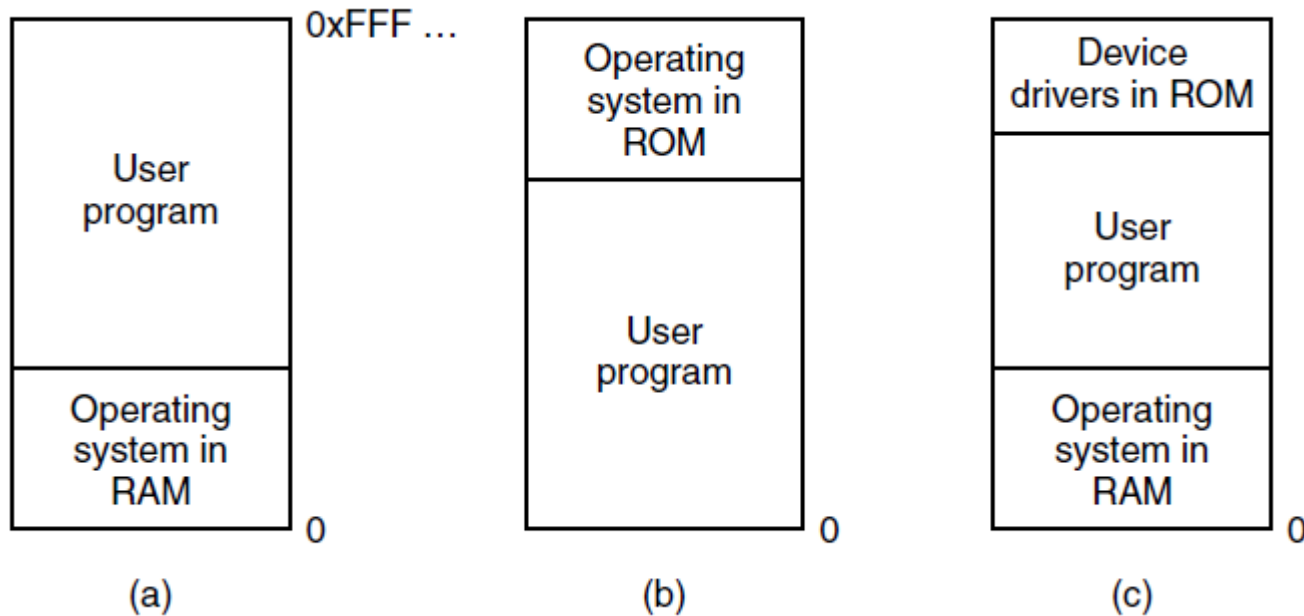 0xFFF …
User
program
Operating
system in
RAM
0
(a)
Operating
system in
ROM
User
program
0
(b)
Device
drivers in ROM
User
program
Operating
system in
RAM
0
(c)